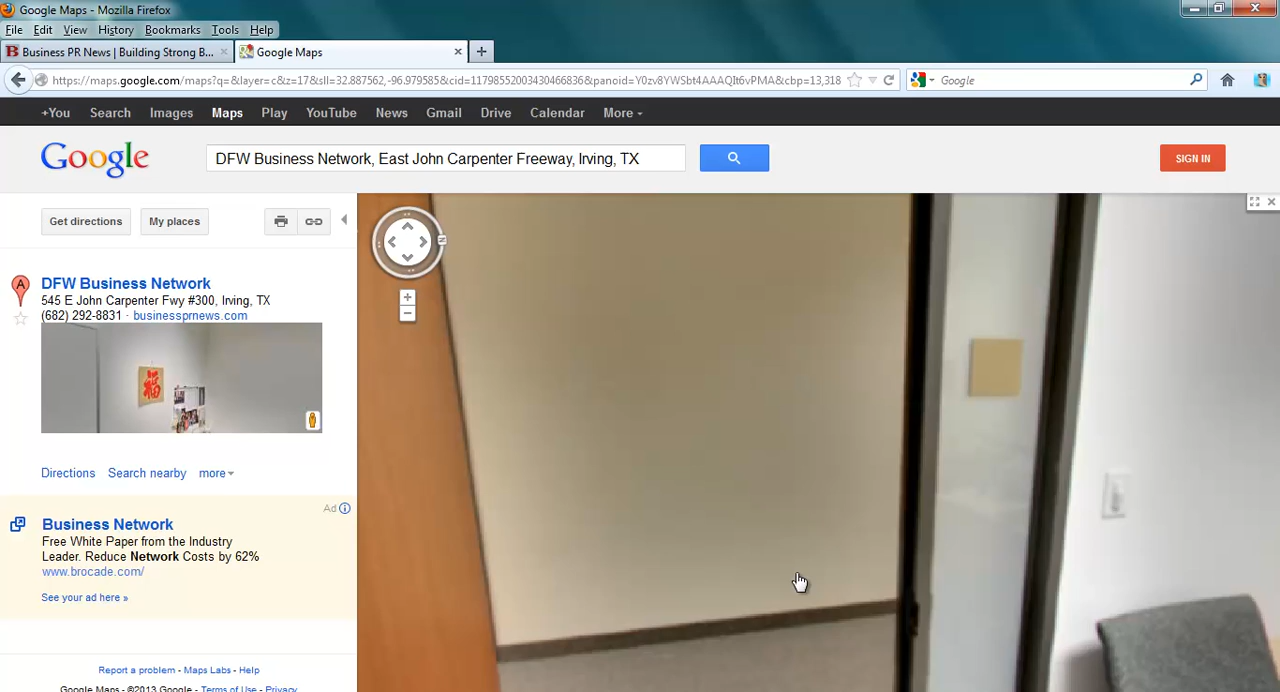 Google Maps - Mozilla Firefox
File Edit View History Bookmarks Tools Help
Business PR News | Building Strong B...
Google Maps
https://maps.google.com/maps?q=&layer=c&z=17&sll=32.887562,-96.979585&cid=11798552003430466836&panoid=Y0zv8YWSbt4AAAQIt6vPMA&cbp=13,318
Google
+You Search Images Maps Play YouTube News Gmail Drive Calendar More
Google
DFW Business Network, East John Carpenter Freeway, Irving, TX
SIGN IN
Get directions
My places
A
DFW Business Network
545 E John Carpenter Fwy #300, Irving, TX
(682) 292-8831 · businessprnews.com
福
Directions Search nearby more
Ad
Business Network
Free White Paper from the Industry
Leader. Reduce Network Costs by 62%
www.brocade.com/
See your ad here »
Report a problem - Maps Labs - Help
Google Maps - ©2013 Google - Terms of Use - Privacy